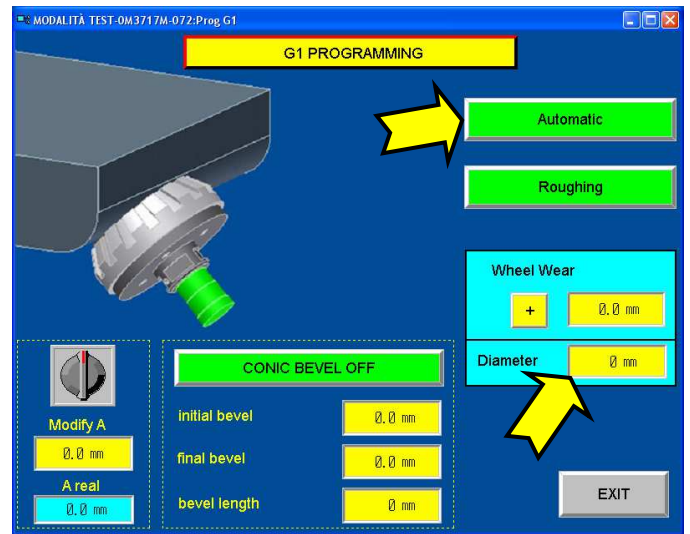 MODALITÀ TEST-0M3717M-072:Prog G1
G1 PROGRAMMING
Automatic
Roughing
Wheel Wear
+ 0.0 mm
Diameter 0 mm
CONIC BEVEL OFF
initial bevel 0.0 mm
final bevel 0.0 mm
bevel length 0 mm
Modify A
0.0 mm
A real
0.0 mm
EXIT